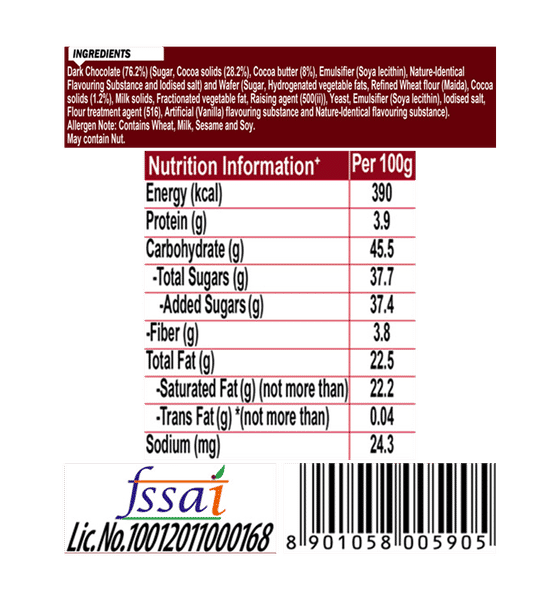 INGREDIENTS
Dark Chocolate (76.2%) (Sugar, Cocoa solids (28.2%), Cocoa butter (8%), Emulsifier (Soya lecithin), Nature-Identical
Flavouring Substance and Iodised salt) and Wafer (Sugar, Hydrogenated vegetable fats, Refined Wheat flour (Maida), Cocoa
solids (1.2%), Milk solids, Fractionated vegetable fat, Raising agent (500(ii)), Yeast, Emulsifier (Soya lecithin), Iodised salt,
Flour treatment agent (516), Artificial (Vanilla) flavouring substance and Nature-Identical flavouring substance).
Allergen Note: Contains Wheat, Milk, Sesame and Soy.
May contain Nut.
Nutrition Information+ Per 100g
Energy (kcal) 390
Protein (g) 3.9
Carbohydrate (g) 45.5
-Total Sugars (g) 37.7
-Added Sugars (g) 37.4
-Fiber (g) 3.8
Total Fat (g) 22.5
-Saturated Fat (g) (not more than) 22.2
-Trans Fat (g) *(not more than) 0.04
Sodium (mg) 24.3
fssai
Lic.No.10012011000168
8 901058 005905